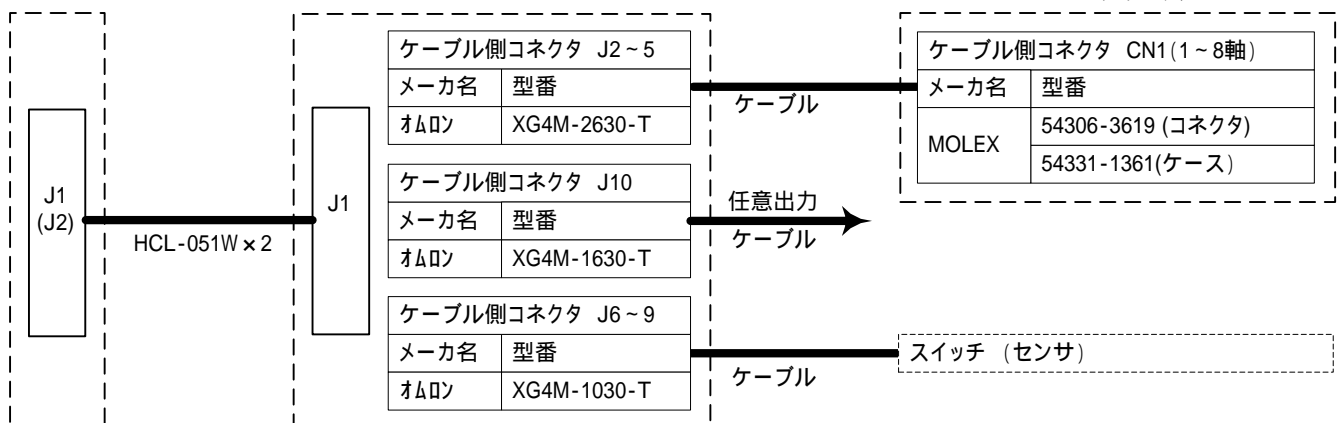 J1
(J2)
HCL-051W×2
J1
ケーブル側コネクタ J2~5
メーカ名 型番
オムロン XG4M-2630-T
ケーブル側コネクタ J10
メーカ名 型番
オムロン XG4M-1630-T
ケーブル側コネクタ J6~9
メーカ名 型番
オムロン XG4M-1030-T
ケーブル
任意出力
ケーブル
ケーブル
ケーブル側コネクタ CN1(1~8軸)
メーカ名 型番
MOLEX 54306-3619 (コネクタ)
54331-1361(ケース)
スイッチ (センサ)